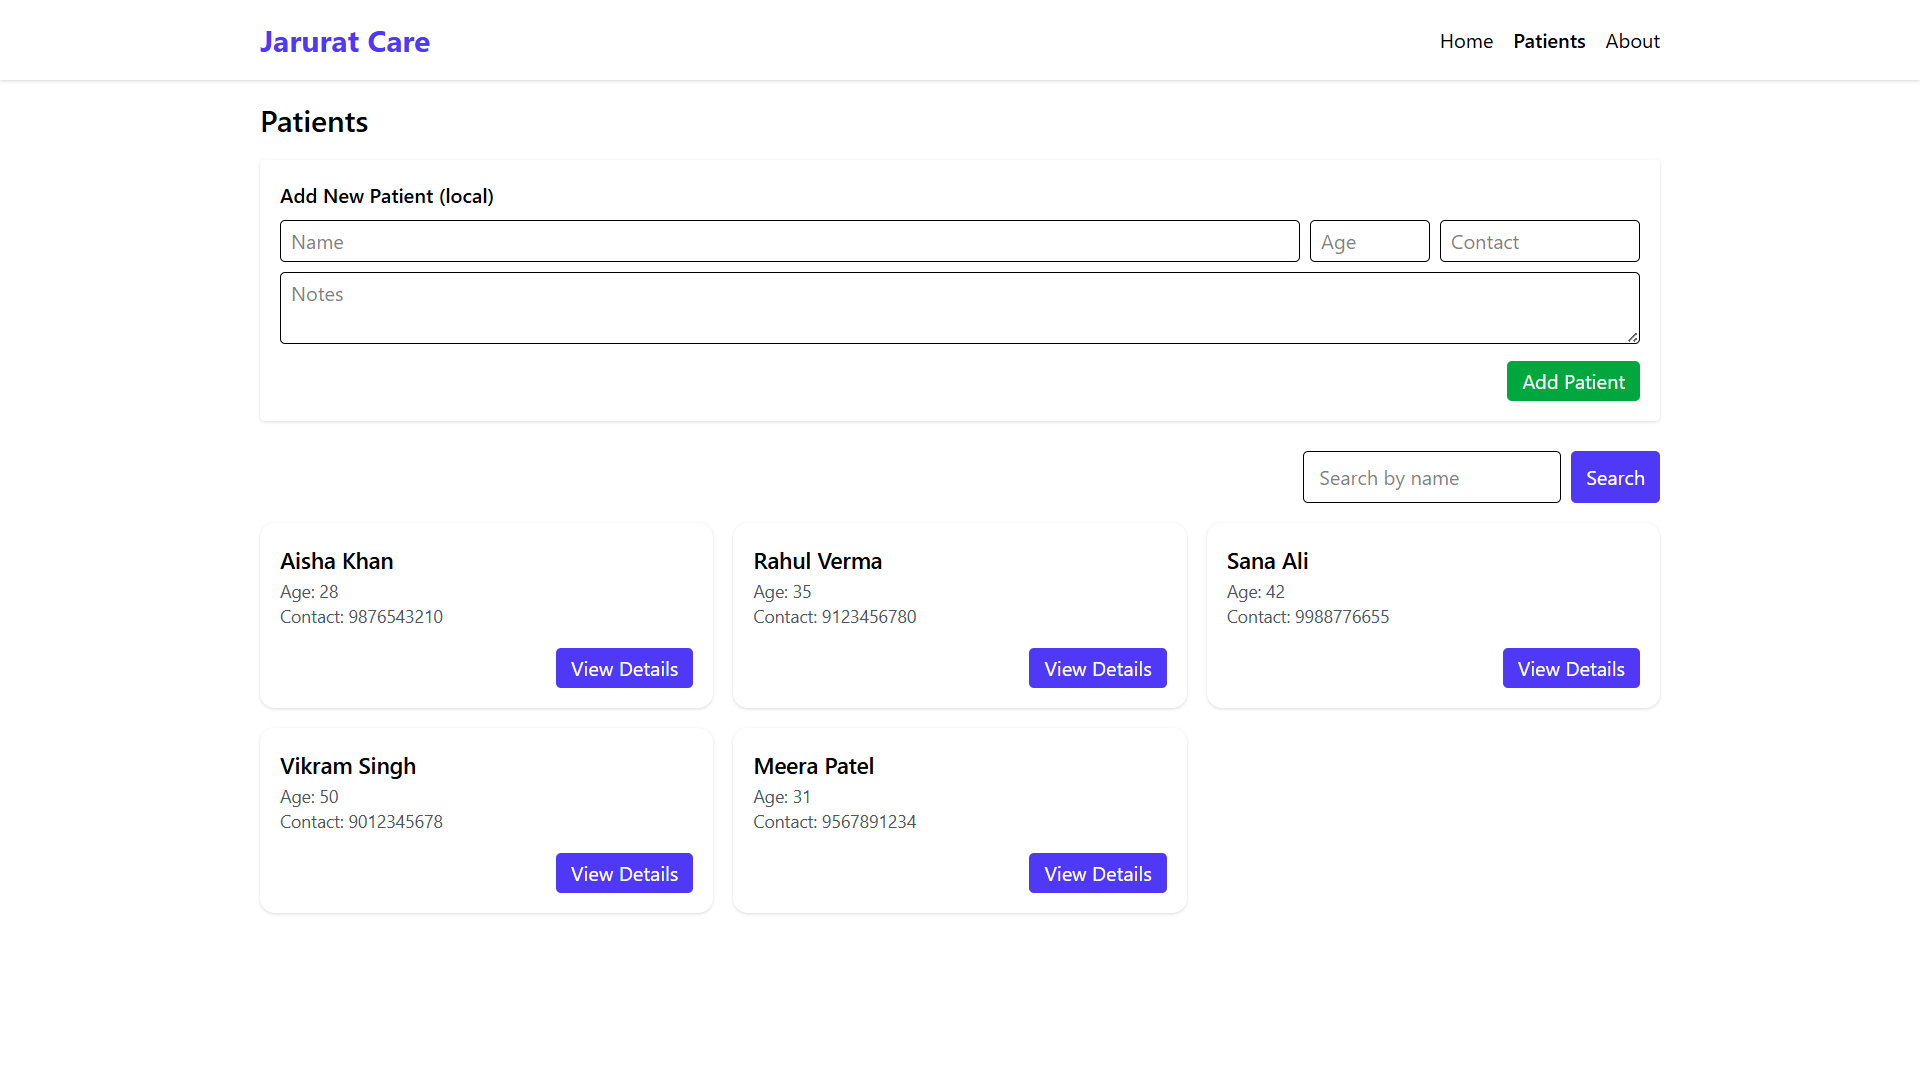 Jarurat Care
Home Patients About
Patients
Add New Patient (local)
Name Age Contact
Notes
Add Patient
Search by name Search
Aisha Khan
Age: 28
Contact: 9876543210
View Details
Rahul Verma
Age: 35
Contact: 9123456780
View Details
Sana Ali
Age: 42
Contact: 9988776655
View Details
Vikram Singh
Age: 50
Contact: 9012345678
View Details
Meera Patel
Age: 31
Contact: 9567891234
View Details